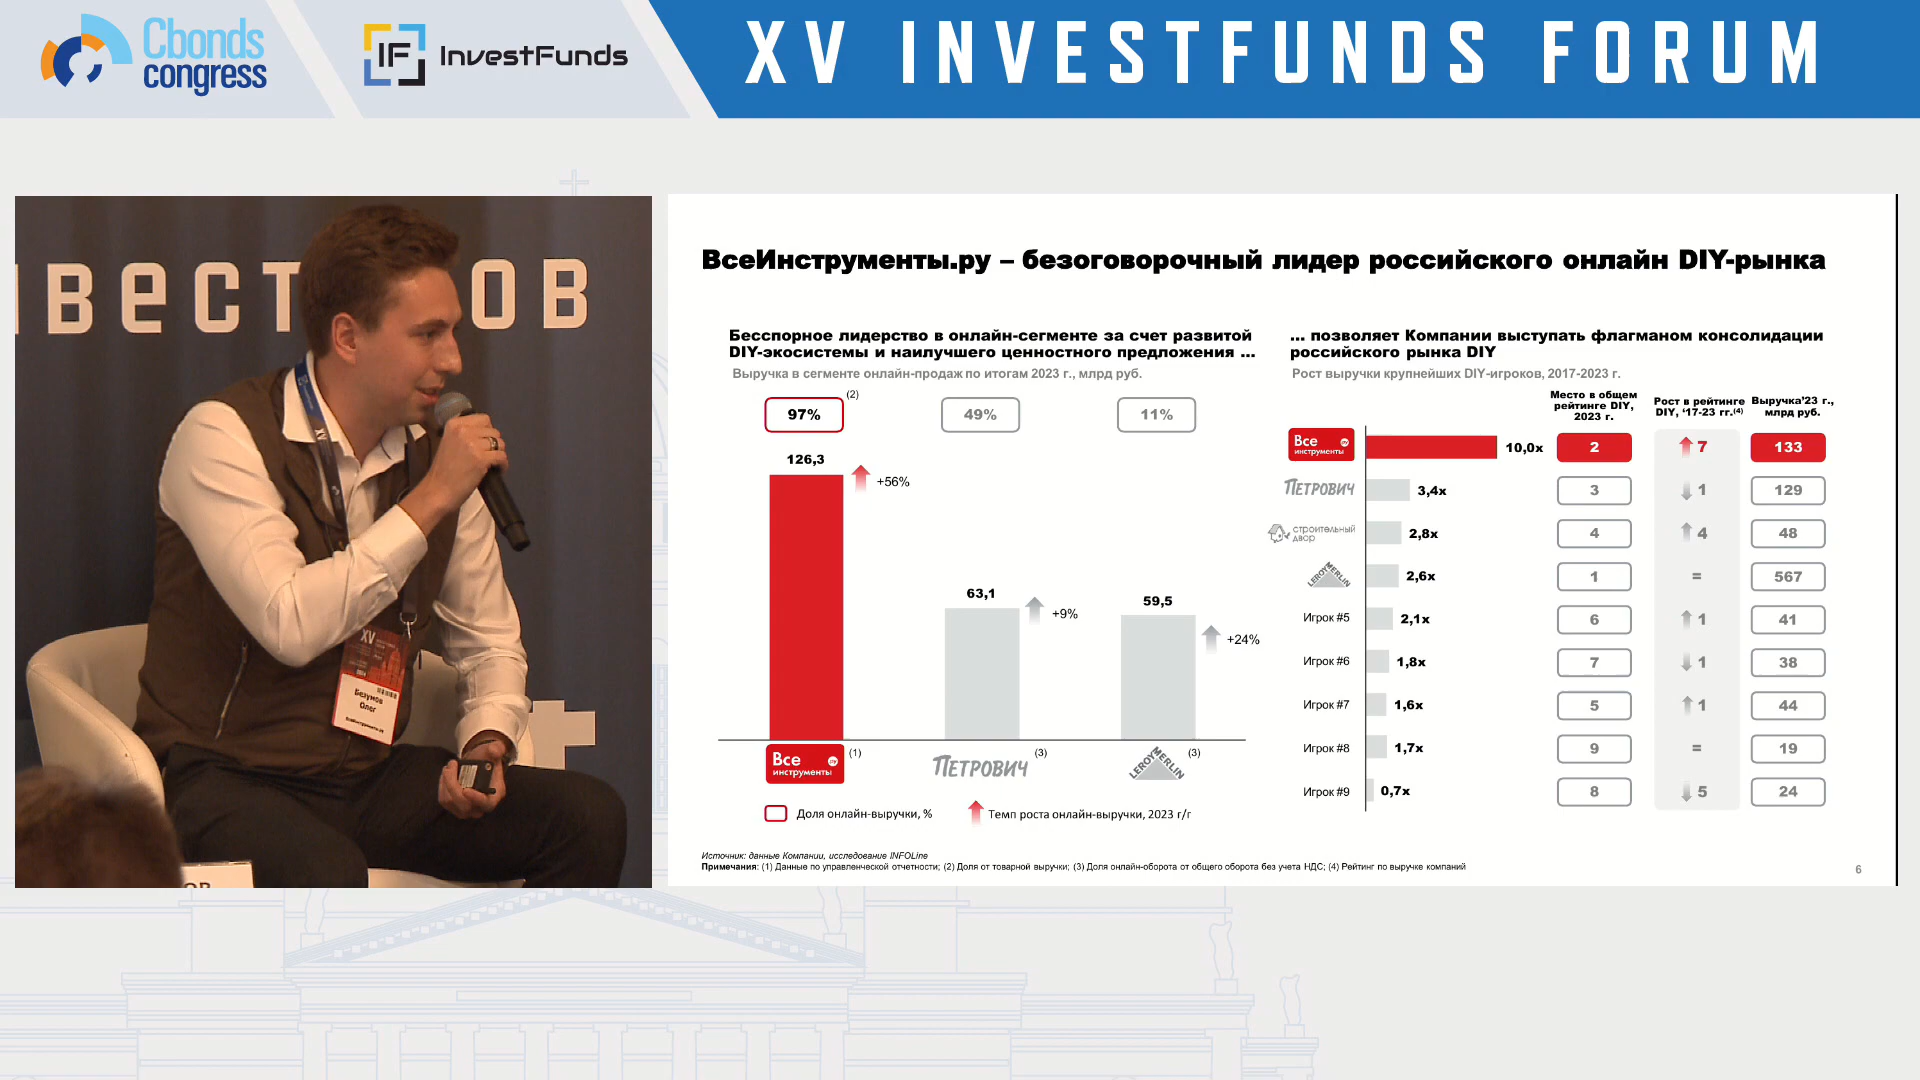 Cbonds
congress
IF InvestFunds
XV INVESTFUNDS FORUM
ВсеИнструменты.ру – безоговорочный лидер российского онлайн DIY-рынка
Бесспорное лидерство в онлайн-сегменте за счет развитой
DIY-экосистемы и наилучшего ценностного предложения ...
Выручка в сегменте онлайн-продаж по итогам 2023 г., млрд руб.
97% (2)
49%
11%
126,3
+56%
63,1
+9%
59,5
+24%
Все
инструменты
(1)
ПЕТРОВИЧ
(3)
LEROY MERLIN
(3)
Доля онлайн-выручки, %
Темп роста онлайн-выручки, 2023 г/г
... позволяет Компании выступать флагманом консолидации
российского рынка DIY
Рост выручки крупнейших DIY-игроков, 2017-2023 г.
Место в общем
рейтинге DIY,
2023 г.
Рост в рейтинге
DIY, ‘17-23 гг.(4)
Выручка’23 г.,
млрд руб.
Все
инструменты
10,0x 2 7 133
ПЕТРОВИЧ 3,4x 3 1 129
строительный
двор
2,8x 4 4 48
LEROY MERLIN 2,6x 1 = 567
Игрок #5 2,1x 6 1 41
Игрок #6 1,8x 7 1 38
Игрок #7 1,6x 5 1 44
Игрок #8 1,7x 9 = 19
Игрок #9 0,7x 8 5 24
Источник: данные Компании, исследование INFOLine
Примечания: (1) Данные по управленческой отчетности; (2) Доля от товарной выручки; (3) Доля онлайн-оборота от общего оборота без учета НДС; (4) Рейтинг по выручке компаний
6
нвест ов
XV
Безумов
Олег
ВсеИнструменты.ру
ОВ